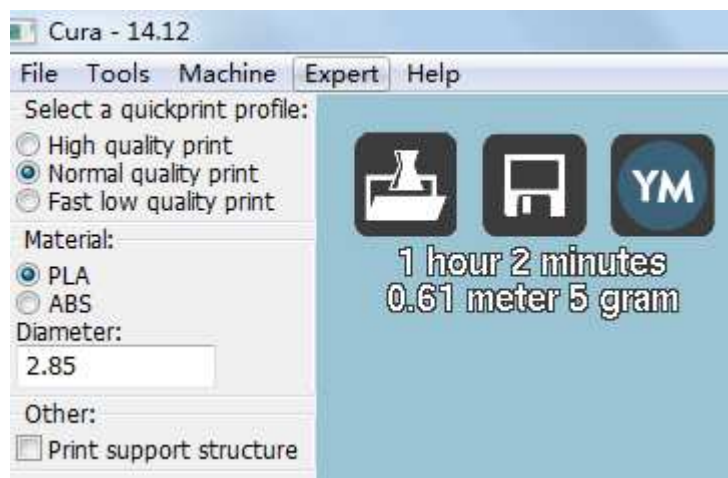 Cura - 14.12
File Tools Machine Expert Help
Select a quickprint profile:
High quality print
Normal quality print
Fast low quality print
Material:
PLA
ABS
Diameter:
2.85
Other:
Print support structure
YM
1 hour 2 minutes
0.61 meter 5 gram